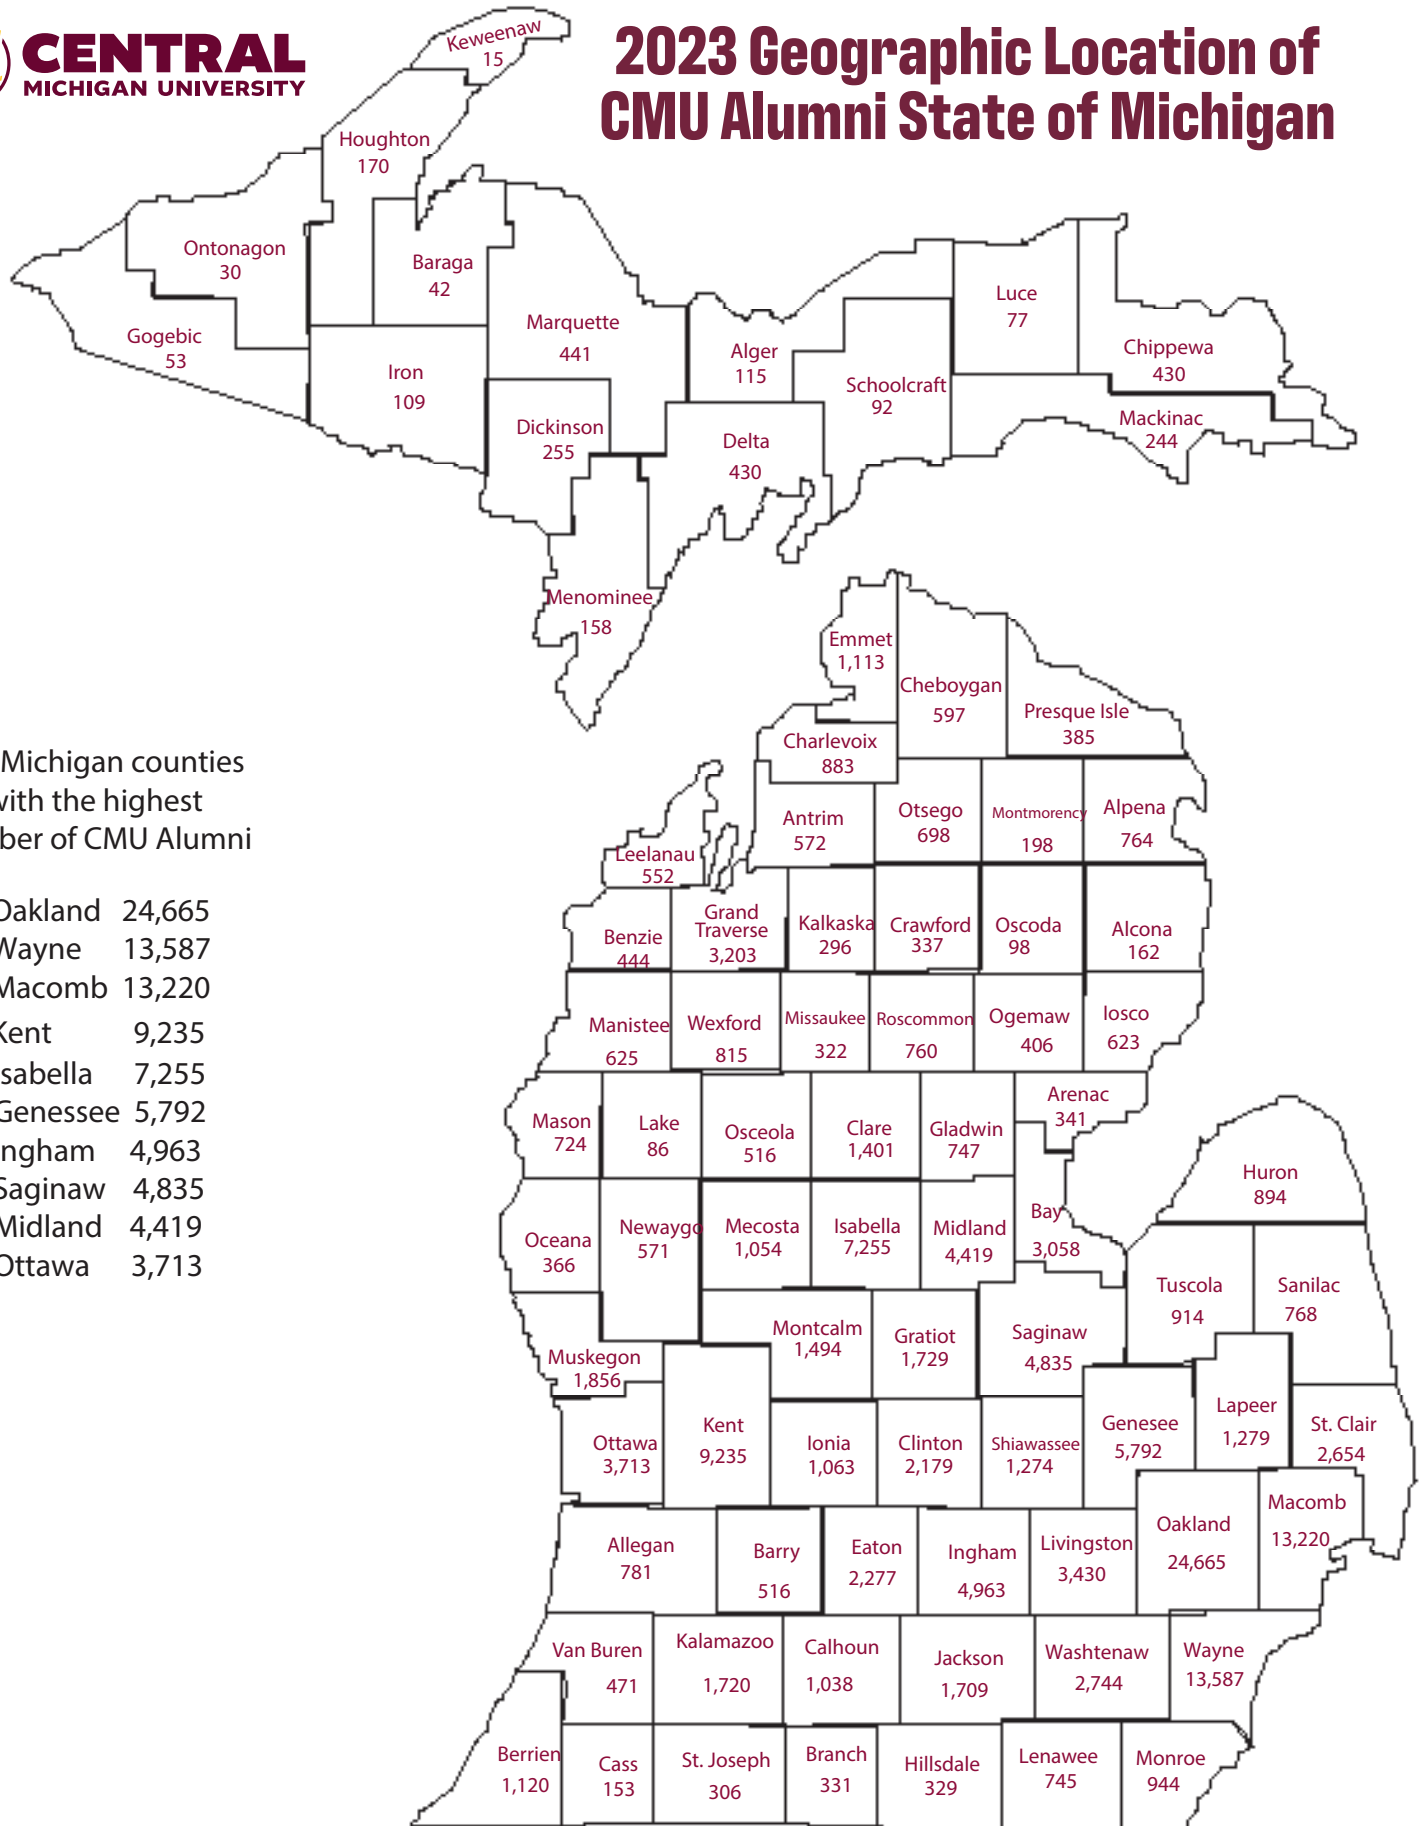 CENTRAL
MICHIGAN UNIVERSITY
2023 Geographic Location of
CMU Alumni State of Michigan
Keweenaw
15
Houghton
170
Ontonagon
30
Baraga
42
Gogebic
53
Iron
109
Marquette
441
Dickinson
255
Menominee
158
Alger
115
Delta
430
Schoolcraft
92
Luce
77
Chippewa
430
Mackinac
244
Michigan counties
with the highest
ber of CMU Alumni
Oakland 24,665
Wayne 13,587
Macomb 13,220
Kent 9,235
Isabella 7,255
Genessee 5,792
Ingham 4,963
Saginaw 4,835
Midland 4,419
Ottawa 3,713
Emmet
1,113
Cheboygan
597
Presque Isle
385
Charlevoix
883
Antrim
572
Otsego
698
Montmorency
198
Alpena
764
Leelanau
552
Benzie
444
Grand
Traverse
3,203
Kalkaska
296
Crawford
337
Oscoda
98
Alcona
162
Manistee
625
Wexford
815
Missaukee
322
Roscommon
760
Ogemaw
406
Iosco
623
Mason
724
Lake
86
Osceola
516
Clare
1,401
Gladwin
747
Arenac
341
Huron
894
Oceana
366
Newaygo
571
Mecosta
1,054
Isabella
7,255
Midland
4,419
Bay
3,058
Tuscola
914
Sanilac
768
Muskegon
1,856
Montcalm
1,494
Gratiot
1,729
Saginaw
4,835
Ottawa
3,713
Kent
9,235
Ionia
1,063
Clinton
2,179
Shiawassee
1,274
Genesee
5,792
Lapeer
1,279
St. Clair
2,654
Allegan
781
Barry
516
Eaton
2,277
Ingham
4,963
Livingston
3,430
Oakland
24,665
Macomb
13,220
Van Buren
471
Kalamazoo
1,720
Calhoun
1,038
Jackson
1,709
Washtenaw
2,744
Wayne
13,587
Berrien
1,120
Cass
153
St. Joseph
306
Branch
331
Hillsdale
329
Lenawee
745
Monroe
944